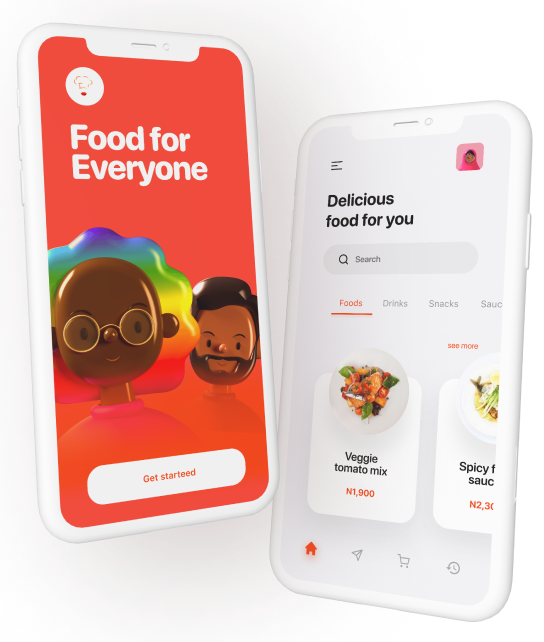 Food for
Everyone
Get starteed
Delicious
food for you
Search
Foods
Drinks
Snacks
Sauc
see more
Veggie
tomato mix
N1,900
Spicy f
sauc
N2,30